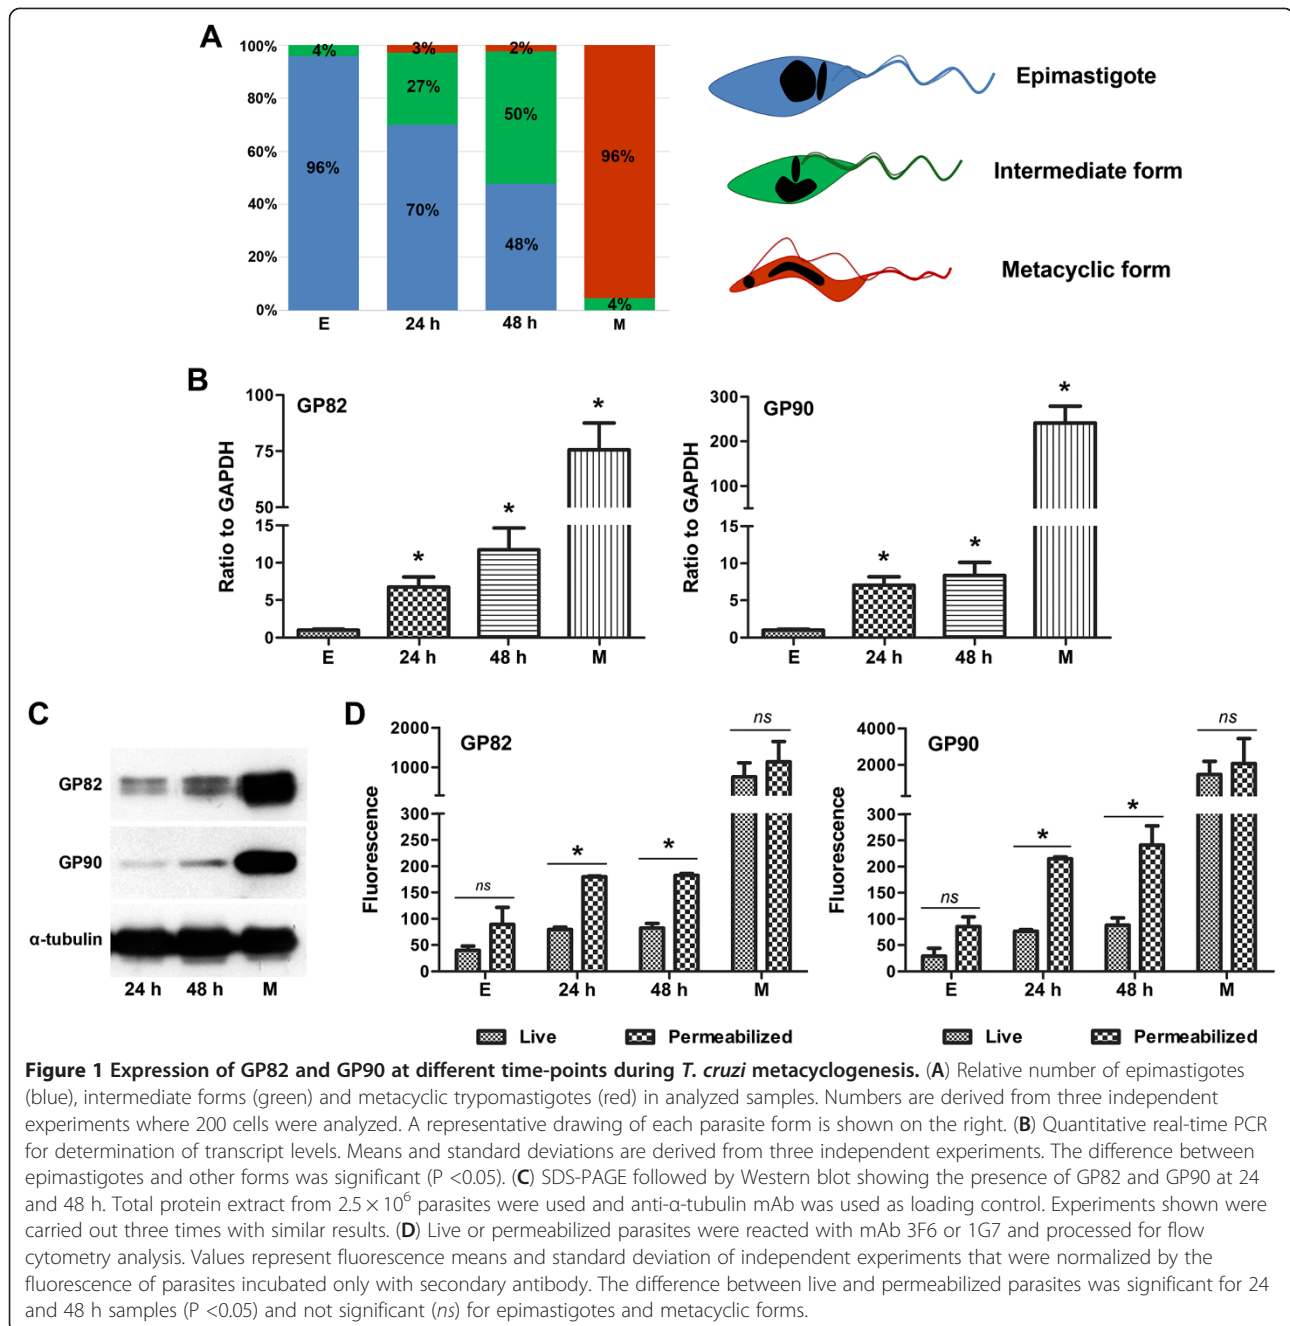 A
100%
80%
60%
40%
20%
0%
4%
96%
3%
27%
70%
2%
50%
48%
96%
4%
E
24 h
48 h
M
Epimastigote
Intermediate form
Metacyclic form
B
GP82
Ratio to GAPDH
100
75
50
15
10
5
0
*
*
*
E
24 h
48 h
M
GP90
Ratio to GAPDH
300
200
100
15
10
5
0
*
*
*
E
24 h
48 h
M
C
GP82
GP90
α-tubulin
24 h
48 h
M
D
GP82
Fluorescence
2000
1000
300
250
200
150
100
50
0
ns
*
*
ns
E
24 h
48 h
M
Live
Permeabilized
GP90
Fluorescence
4000
2000
300
250
200
150
100
50
0
ns
*
*
ns
E
24 h
48 h
M
Live
Permeabilized
Figure 1 Expression of GP82 and GP90 at different time-points during T. cruzi metacyclogenesis. (A) Relative number of epimastigotes
(blue), intermediate forms (green) and metacyclic trypomastigotes (red) in analyzed samples. Numbers are derived from three independent
experiments where 200 cells were analyzed. A representative drawing of each parasite form is shown on the right. (B) Quantitative real-time PCR
for determination of transcript levels. Means and standard deviations are derived from three independent experiments. The difference between
epimastigotes and other forms was significant (P <0.05). (C) SDS-PAGE followed by Western blot showing the presence of GP82 and GP90 at 24
and 48 h. Total protein extract from 2.5 × 10⁶ parasites were used and anti-α-tubulin mAb was used as loading control. Experiments shown were
carried out three times with similar results. (D) Live or permeabilized parasites were reacted with mAb 3F6 or 1G7 and processed for flow
cytometry analysis. Values represent fluorescence means and standard deviation of independent experiments that were normalized by the
fluorescence of parasites incubated only with secondary antibody. The difference between live and permeabilized parasites was significant for 24
and 48 h samples (P <0.05) and not significant (ns) for epimastigotes and metacyclic forms.